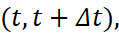 (t, t + Δt),